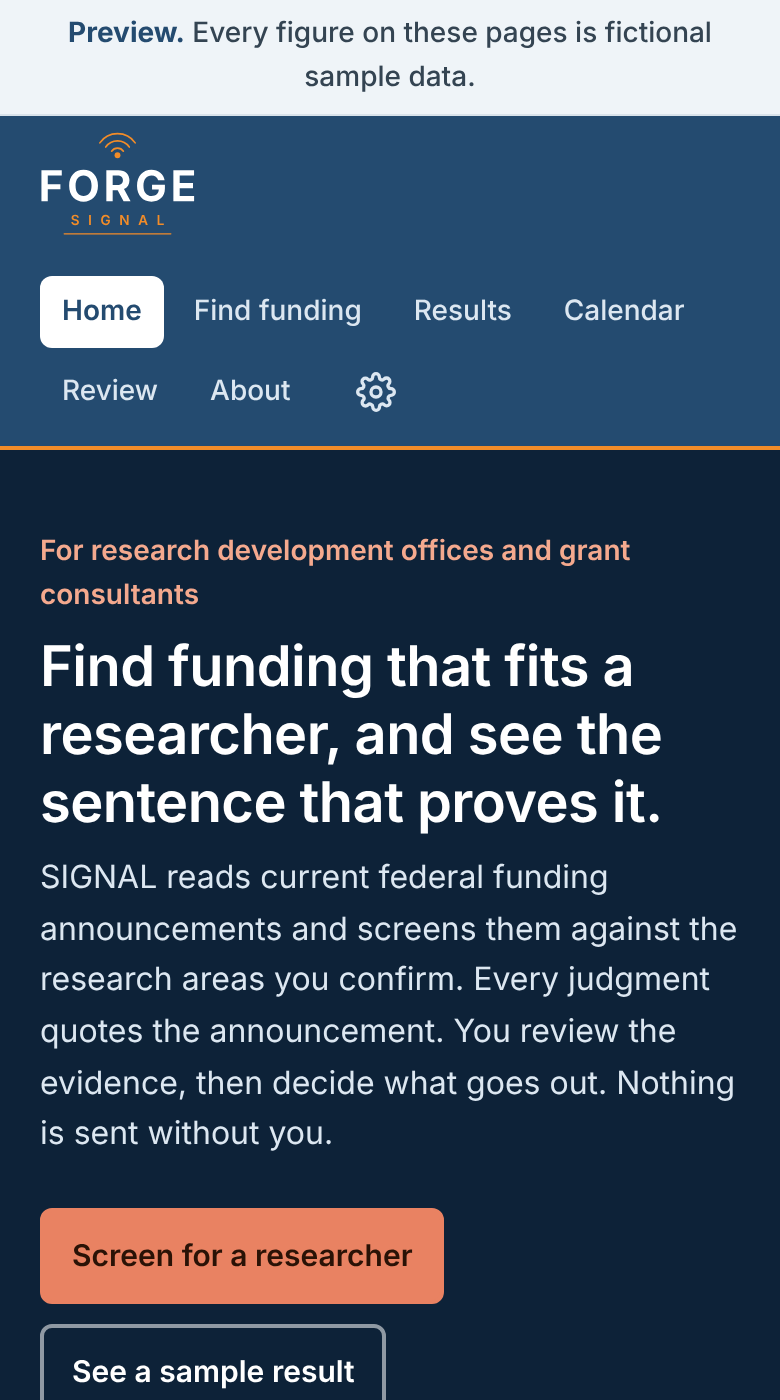 Preview. Every figure on these pages is fictional
sample data.
FORGE
SIGNAL
Home Find funding Results Calendar
Review About
For research development offices and grant
consultants
Find funding that fits a
researcher, and see the
sentence that proves it.
SIGNAL reads current federal funding
announcements and screens them against the
research areas you confirm. Every judgment
quotes the announcement. You review the
evidence, then decide what goes out. Nothing
is sent without you.
Screen for a researcher
See a sample result